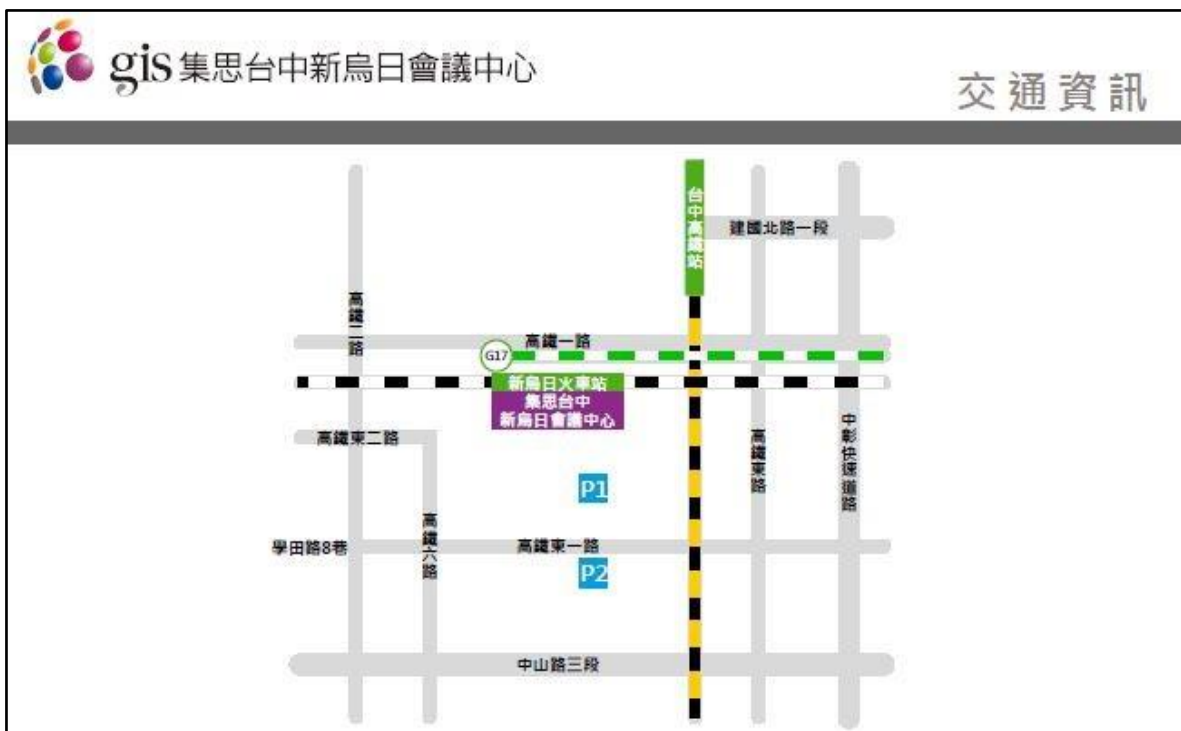 gis 集思台中新烏日會議中心
交通資訊
台中高鐵站
建國北路一段
高鐵二路
高鐵一路
G17
新烏日火車站
集思台中
新烏日會議中心
高鐵東二路
高鐵東路
中彰快速道路
P1
高鐵六路
學田路8巷
高鐵東一路
P2
中山路三段